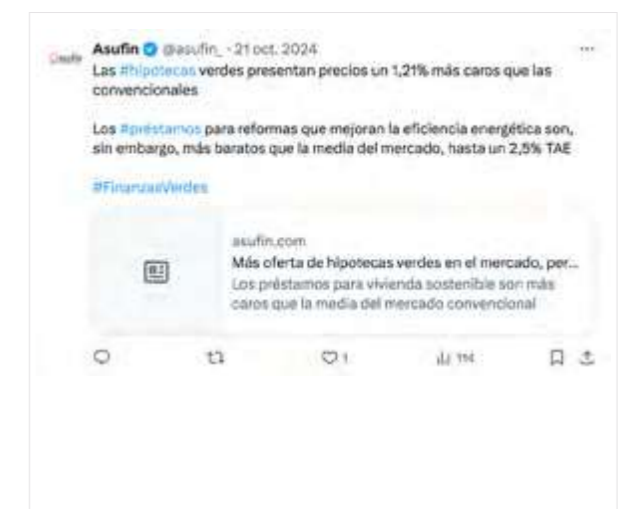 Asufin @asufin_ · 21 oct. 2024
Las #hipotecas verdes presentan precios un 1,21% más caros que las
convencionales
Los #préstamos para reformas que mejoran la eficiencia energética son,
sin embargo, más baratos que la media del mercado, hasta un 2,5% TAE
#FinanzasVerdes
asufin.com
Más oferta de hipotecas verdes en el mercado, per...
Los préstamos para vivienda sostenible son más
caros que la media del mercado convencional
1